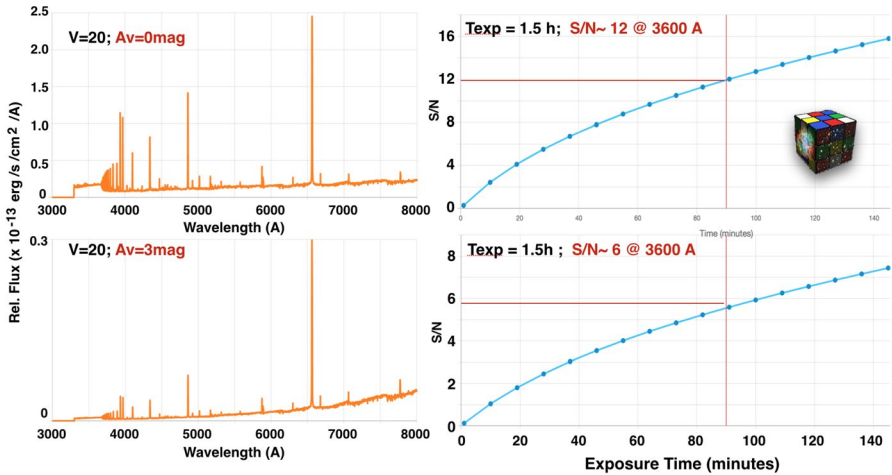 V=20; Av=0mag
2.5
2.0
1.5
1.0
0.5
0
3000 4000 5000 6000 7000 8000
Wavelength (A)
Rel. Flux (x 10-13 erg /s /cm2 /A)
Texp = 1.5 h; S/N~ 12 @ 3600 A
16
12
8
4
0
S/N
0 20 40 60 80 100 120 140
Time (minutes)
V=20; Av=3mag
0.3
0
3000 4000 5000 6000 7000 8000
Wavelength (A)
Texp = 1.5h ; S/N~ 6 @ 3600 A
8
6
4
2
0
S/N
0 20 40 60 80 100 120 140
Exposure Time (minutes)